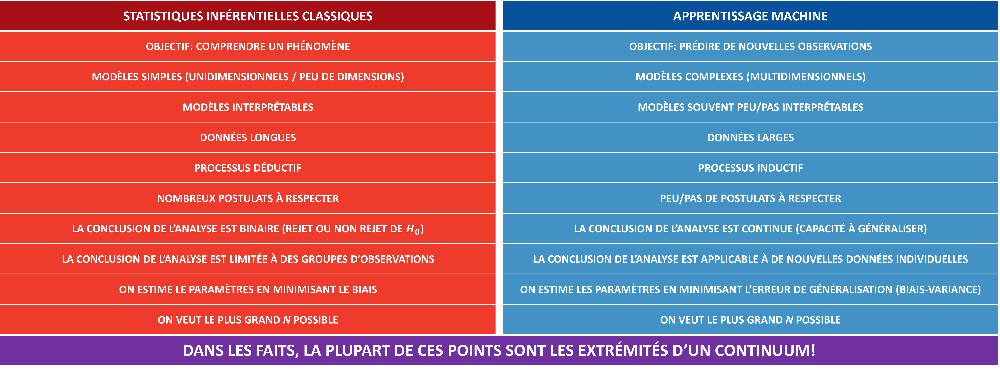 STATISTIQUES INFÉRENTIELLES CLASSIQUES
APPRENTISSAGE MACHINE
OBJECTIF: COMPRENDRE UN PHÉNOMÈNE
OBJECTIF: PRÉDIRE DE NOUVELLES OBSERVATIONS
MODÈLES SIMPLES (UNIDIMENSIONNELS / PEU DE DIMENSIONS)
MODÈLES COMPLEXES (MULTIDIMENSIONNELS)
MODÈLES INTERPRÉTABLES
MODÈLES SOUVENT PEU/PAS INTERPRÉTABLES
DONNÉES LONGUES
DONNÉES LARGES
PROCESSUS DÉDUCTIF
PROCESSUS INDUCTIF
NOMBREUX POSTULATS À RESPECTER
PEU/PAS DE POSTULATS À RESPECTER
LA CONCLUSION DE L’ANALYSE EST BINAIRE (REJET OU NON REJET DE H₀)
LA CONCLUSION DE L’ANALYSE EST CONTINUE (CAPACITÉ À GÉNÉRALISER)
LA CONCLUSION DE L’ANALYSE EST LIMITÉE À DES GROUPES D’OBSERVATIONS
LA CONCLUSION DE L’ANALYSE EST APPLICABLE À DE NOUVELLES DONNÉES INDIVIDUELLES
ON ESTIME LE PARAMÈTRES EN MINIMISANT LE BIAIS
ON ESTIME LES PARAMÈTRES EN MINIMISANT L’ERREUR DE GÉNÉRALISATION (BIAIS-VARIANCE)
ON VEUT LE PLUS GRAND N POSSIBLE
ON VEUT LE PLUS GRAND N POSSIBLE
DANS LES FAITS, LA PLUPART DE CES POINTS SONT LES EXTRÉMITÉS D’UN CONTINUUM!